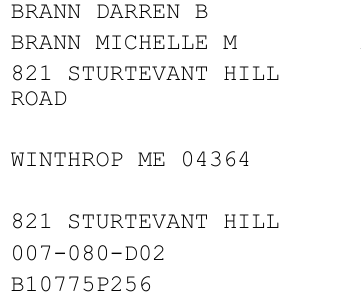 BRANN DARREN B
BRANN MICHELLE M
821 STURTEVANT HILL
ROAD
WINTHROP ME 04364
821 STURTEVANT HILL
007-080-D02
B10775P256